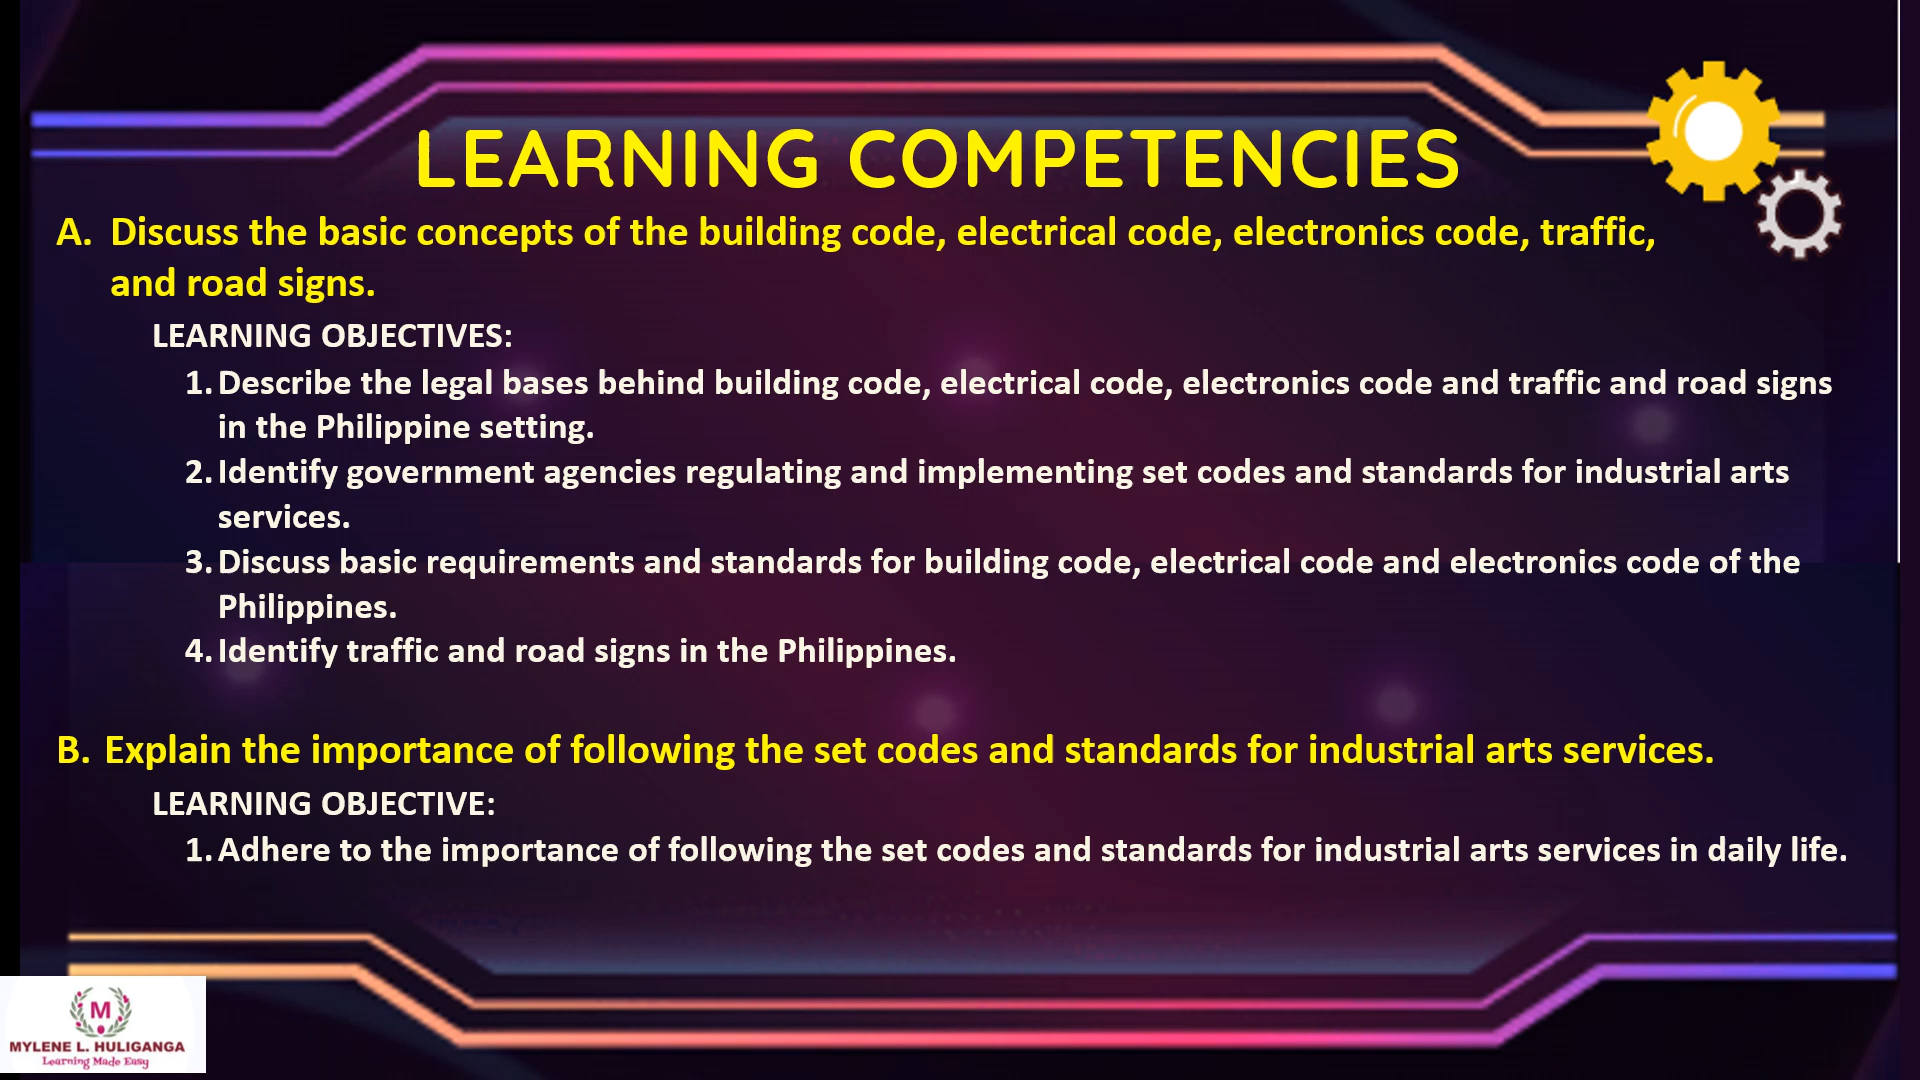 LEARNING COMPETENCIES
A. Discuss the basic concepts of the building code, electrical code, electronics code, traffic,
and road signs.
LEARNING OBJECTIVES:
1. Describe the legal bases behind building code, electrical code, electronics code and traffic and road signs
in the Philippine setting.
2. Identify government agencies regulating and implementing set codes and standards for industrial arts
services.
3. Discuss basic requirements and standards for building code, electrical code and electronics code of the
Philippines.
4. Identify traffic and road signs in the Philippines.
B. Explain the importance of following the set codes and standards for industrial arts services.
LEARNING OBJECTIVE:
1. Adhere to the importance of following the set codes and standards for industrial arts services in daily life.
M
MYLENE L. HULIGANGA
Learning Made Easy